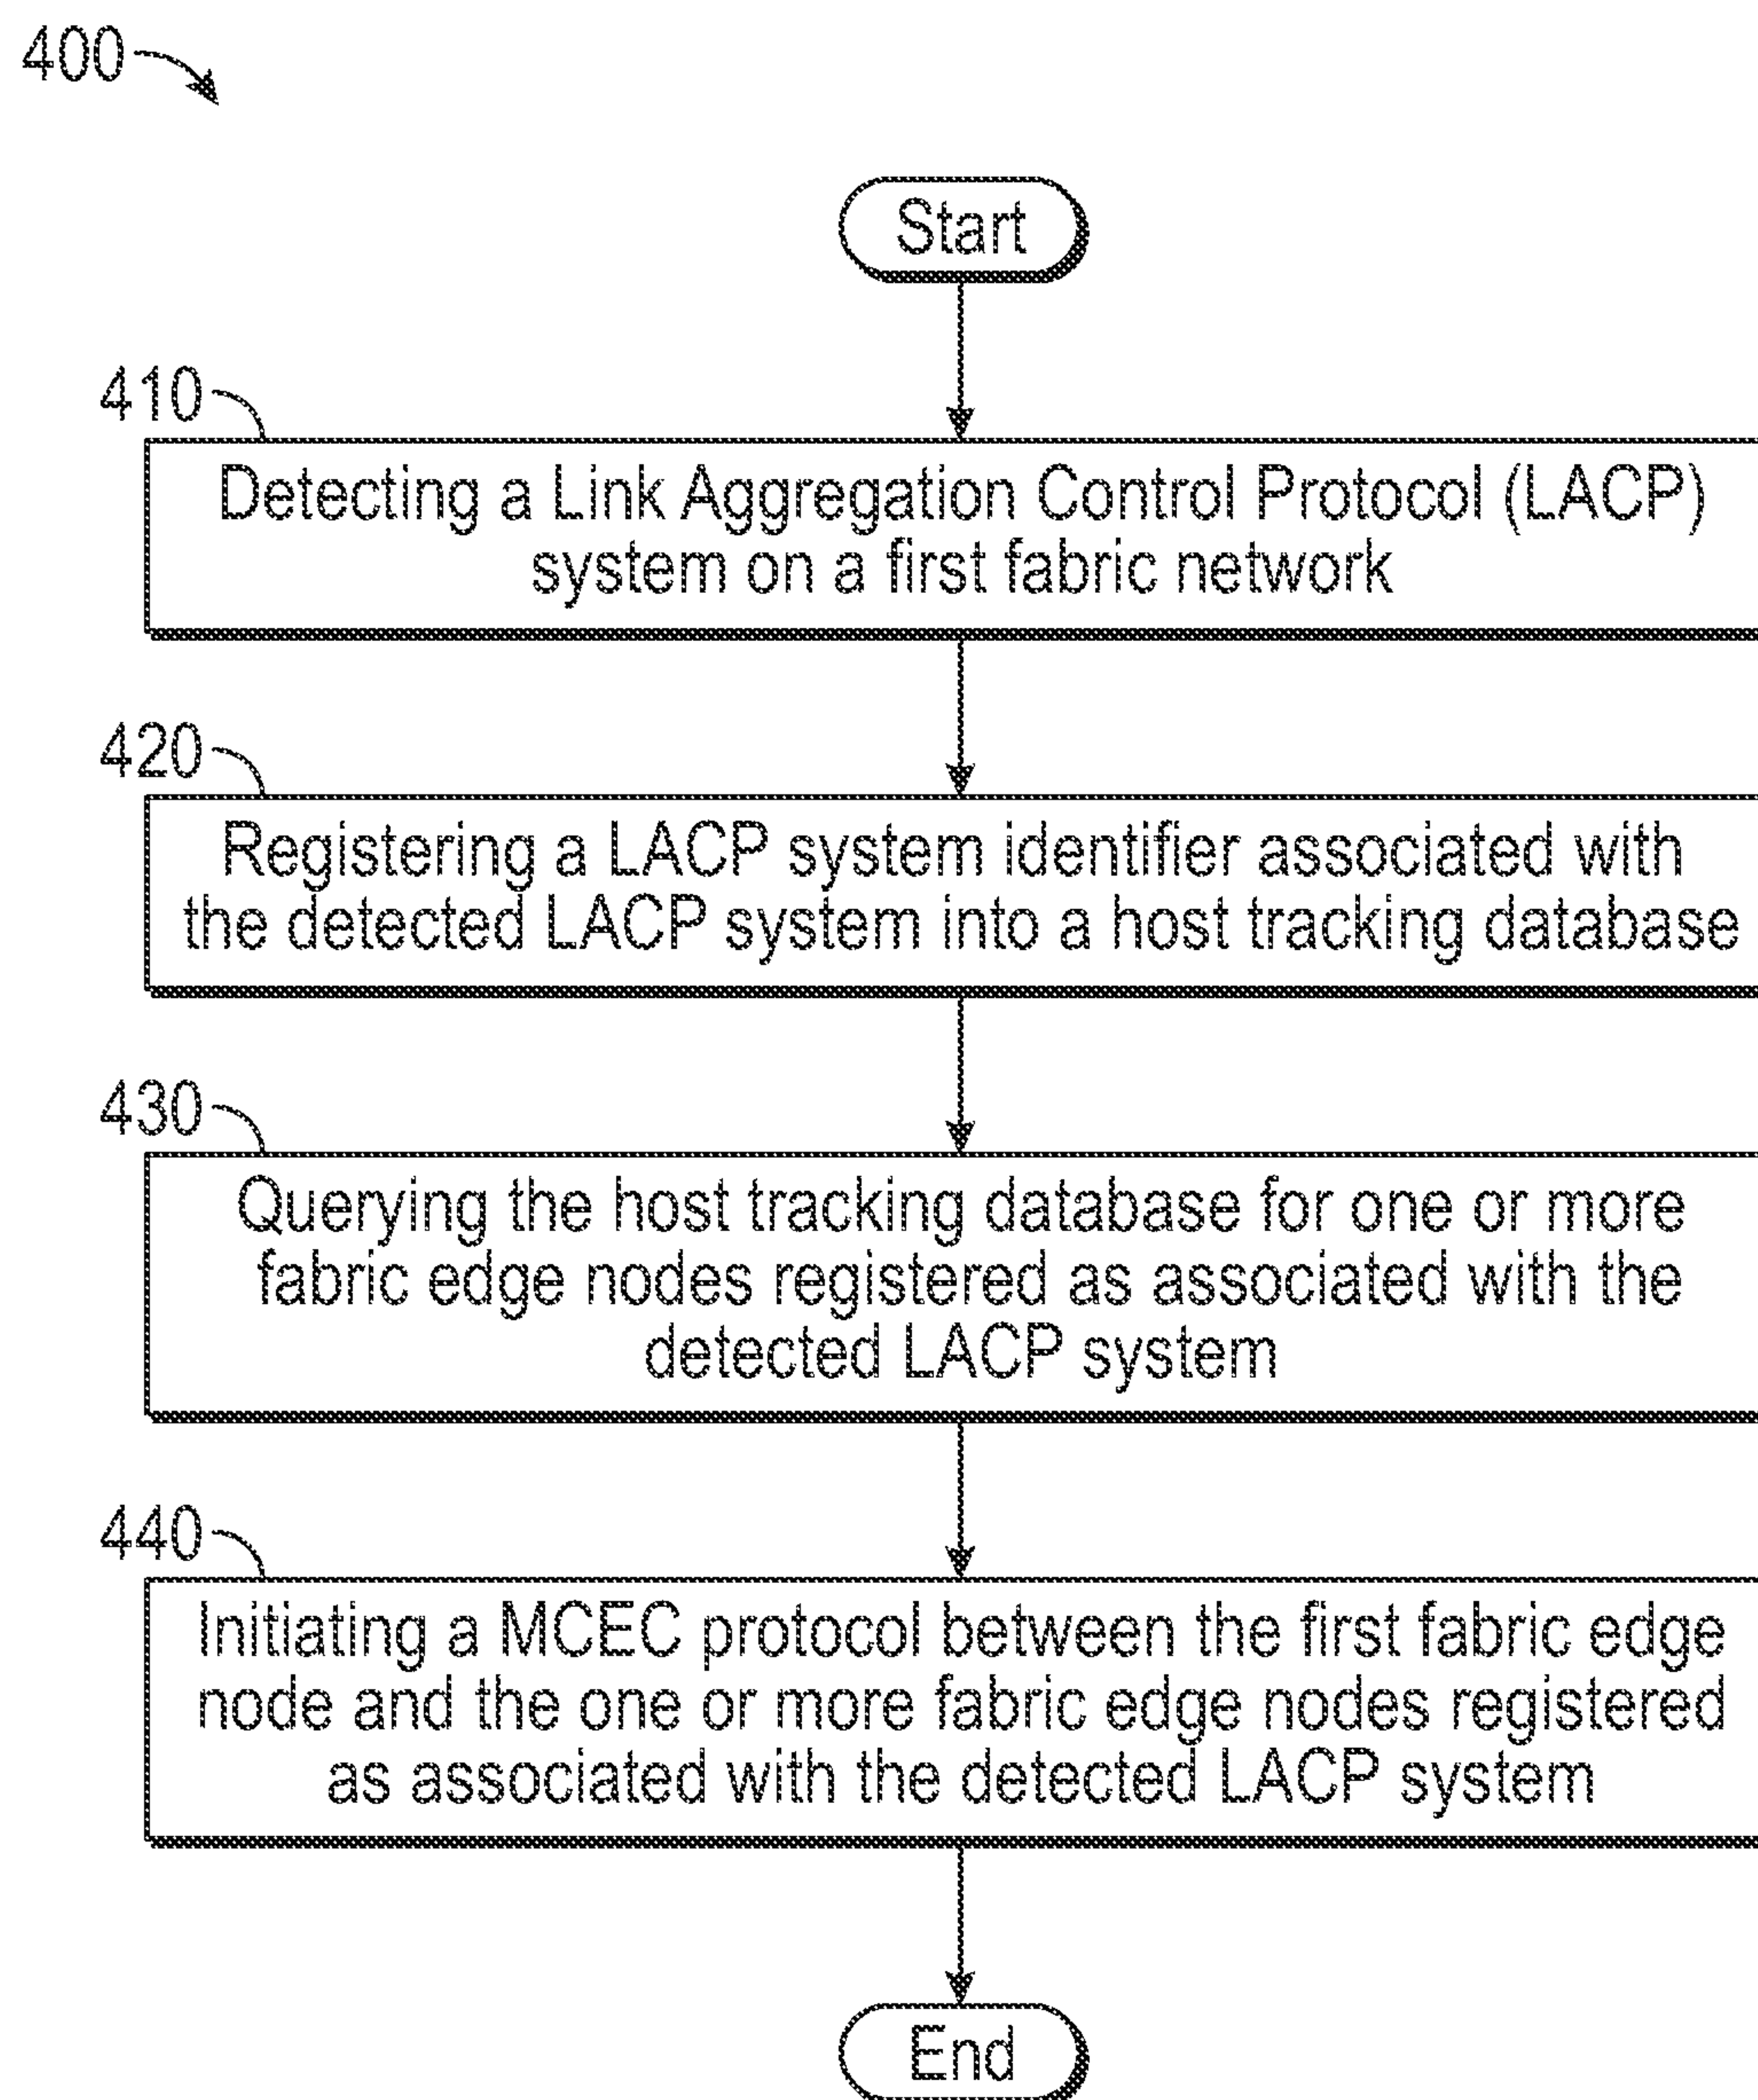 400
Start
410
Detecting a Link Aggregation Control Protocol (LACP)
system on a first fabric network
420
Registering a LACP system identifier associated with
the detected LACP system into a host tracking database
430
Querying the host tracking database for one or more
fabric edge nodes registered as associated with the
detected LACP system
440
Initiating a MCEC protocol between the first fabric edge
node and the one or more fabric edge nodes registered
as associated with the detected LACP system
End